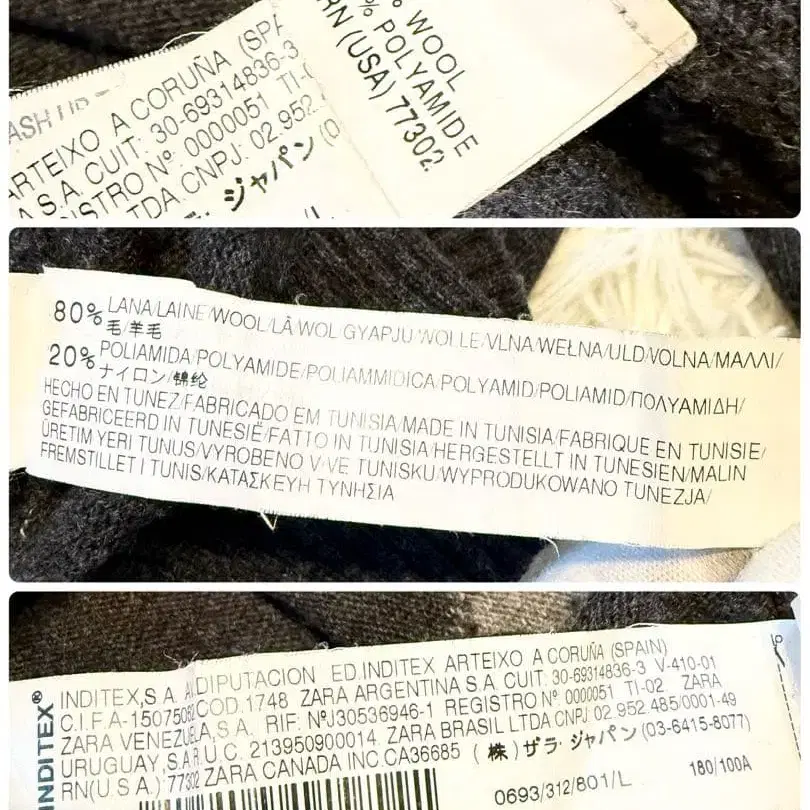 ASH UP
ARTEIXO A CORUÑA (SPA
A S.A. CUIT: 30-69314836-3
ISTRO Nº 0000051 TI-0
TDA.CNPJ: 02.952
ジャパン (0
/L
% WOOL
% POLYAMIDE
RN (USA) 77302
80% LANA/LAINE/WOOL/LÃ/WOL/GYAPJU/WOLLE/VLNA/WEŁNA/ULD/VOLNA/ΜΑΛΛΙ/
毛/羊毛
20% POLIAMIDA/POLYAMIDE/POLIAMMIDICA/POLYAMID/POLIAMID/ΠΟΛΥΑΜΙΔΗ/
ナイロン/锦纶
HECHO EN TUNEZ/FABRICADO EM TUNISIA/MADE IN TUNISIA/FABRIQUE EN TUNISIE/
GEFABRICEERD IN TUNESIË/FATTO IN TUNISIA/HERGESTELLT IN TUNESIEN/MALIN
ÜRETIM YERI TUNUS/VYROBENO V·VE TUNISKU/WYPRODUKOWANO TUNEZJA/
FREMSTILLET I TUNIS/ΚΑΤΑΣΚΕΥΗ ΤΥΝΗΣΙΑ
INDITEX®
INDITEX,S.A. DIPUTACION ED.INDITEX ARTEIXO A CORUÑA (SPAIN)
C.I.F.A-15075062 COD.1748 ZARA ARGENTINA S.A. CUIT: 30-69314836-3 V-410-01
ZARA VENEZUELA,S.A. RIF: Nº.J30536946-1 REGISTRO Nº 0000051 TI-02 ZARA
URUGUAY,S.A. R.U.C. 213950900014 ZARA BRASIL LTDA CNPJ: 02.952.485/0001-49
RN(U.S.A.):77302 ZARA CANADA INC.CA36685 (株)ザラ・ジャパン(03-6415-8077)
0693/312/801/L 180/100A